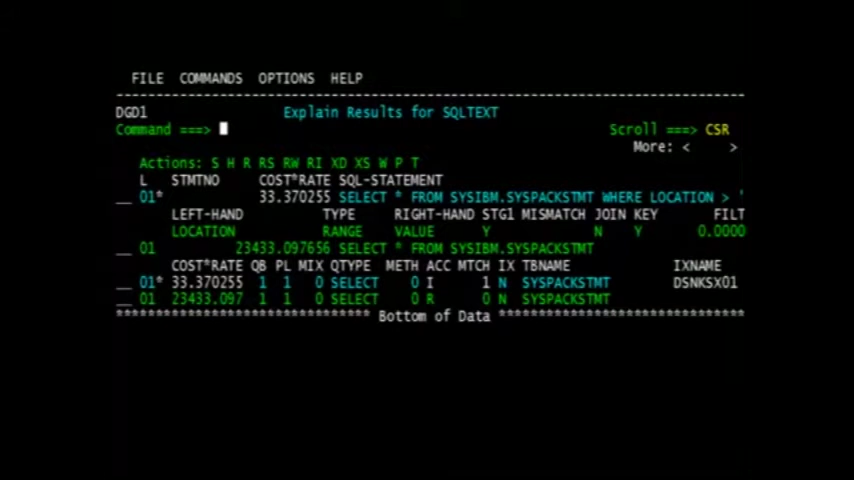 FILE COMMANDS OPTIONS HELP
DGD1 Explain Results for SQLTEXT
Command ===> Scroll ===> CSR
More: < >
Actions: S H R RS RW RI XD XS W P T
L STMTNO COST*RATE SQL-STATEMENT
__ 01* 33.370255 SELECT * FROM SYSIBM.SYSPACKSTMT WHERE LOCATION > '
LEFT-HAND TYPE RIGHT-HAND STG1 MISMATCH JOIN KEY FILT
LOCATION RANGE VALUE Y N Y 0.0000
__ 01 23433.097656 SELECT * FROM SYSIBM.SYSPACKSTMT
COST*RATE QB PL MIX QTYPE METH ACC MTCH IX TBNAME IXNAME
__ 01* 33.370255 1 1 0 SELECT 0 I 1 N SYSPACKSTMT DSNKSX01
__ 01 23433.097 1 1 0 SELECT 0 R 0 N SYSPACKSTMT
******************************** Bottom of Data *******************************